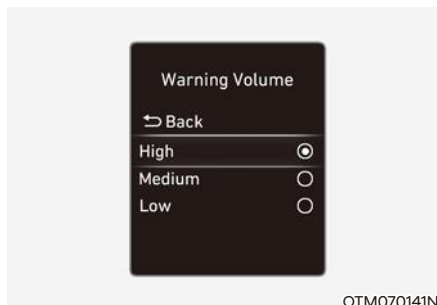 Warning Volume
Back
High
Medium
Low
OTM070141N